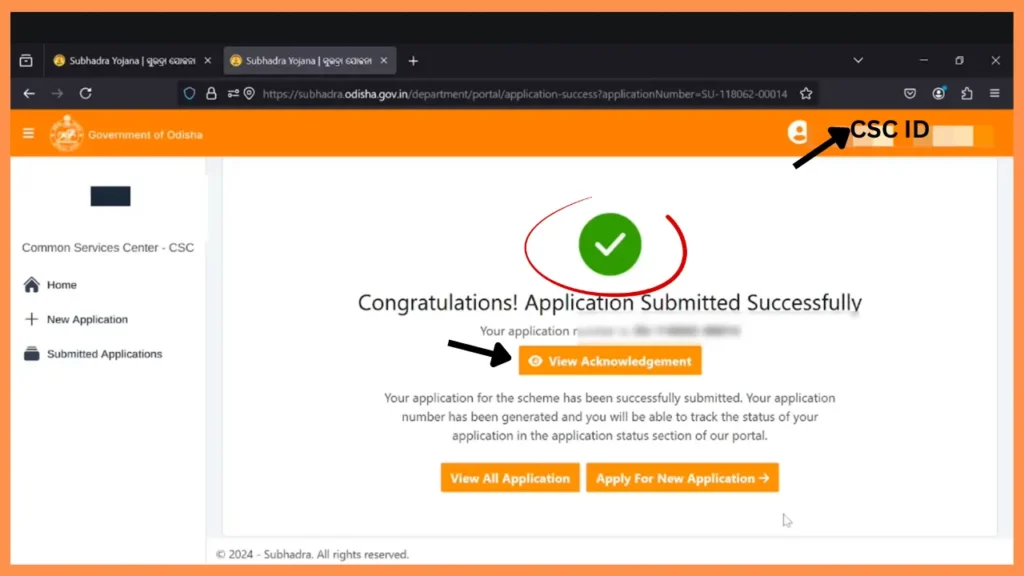 Subhadra Yojana | ସୁଭଦ୍ରା ଯୋଜନା
Subhadra Yojana | ସୁଭଦ୍ରା ଯୋଜନା
https://subhadra.odisha.gov.in/department/portal/application-success?applicationNumber=SU-118062-00014
Government of Odisha
CSC ID
Common Services Center - CSC
Home
New Application
Submitted Applications
Congratulations! Application Submitted Successfully
Your application
View Acknowledgement
Your application for the scheme has been successfully submitted. Your application
number has been generated and you will be able to track the status of your
application in the application status section of our portal.
View All Application
Apply For New Application →
© 2024 - Subhadra. All rights reserved.